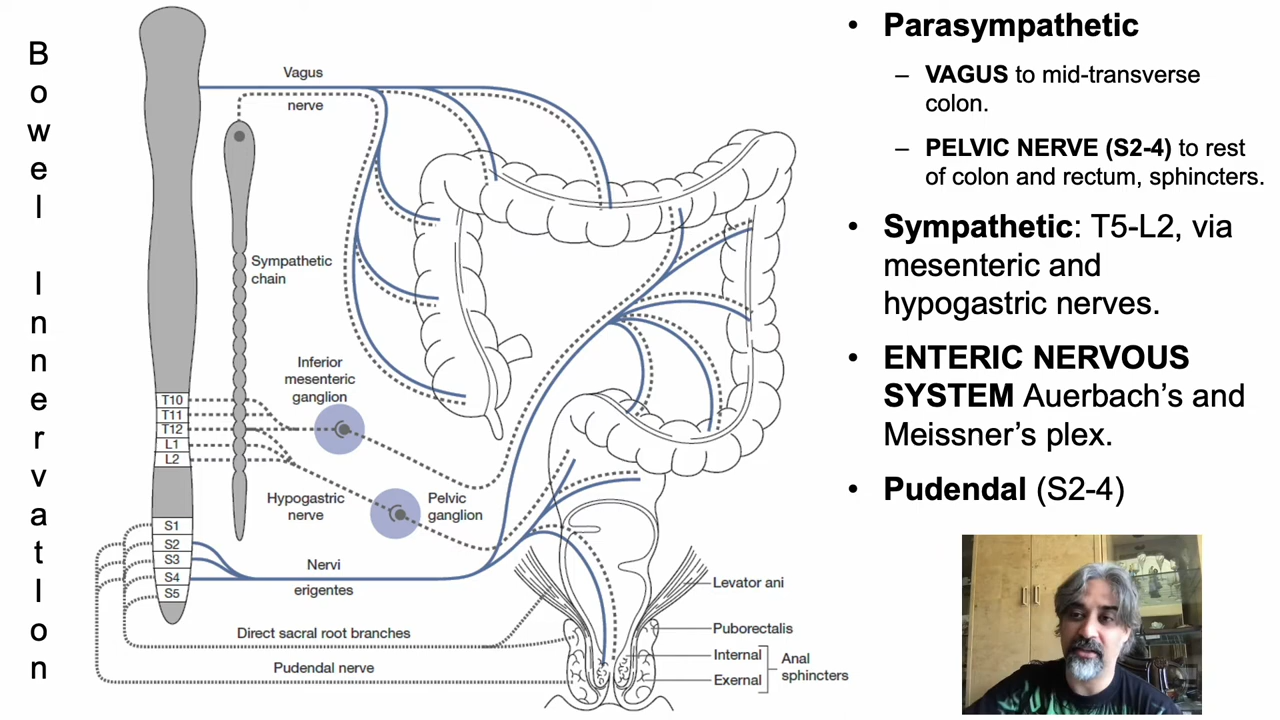 Bowel Innervation
Vagus
nerve
Sympathetic
chain
Inferior
mesenteric
ganglion
T10
T11
T12
L1
L2
Hypogastric
nerve
Pelvic
ganglion
S1
S2
S3
S4
S5
Nervi
erigentes
Direct sacral root branches
Pudendal nerve
Levator ani
Puborectalis
Internal
Exernal
Anal
sphincters
• Parasympathetic
– VAGUS to mid-transverse
colon.
– PELVIC NERVE (S2-4) to rest
of colon and rectum, sphincters.
• Sympathetic: T5-L2, via
mesenteric and
hypogastric nerves.
• ENTERIC NERVOUS
SYSTEM Auerbach's and
Meissner's plex.
• Pudendal (S2-4)